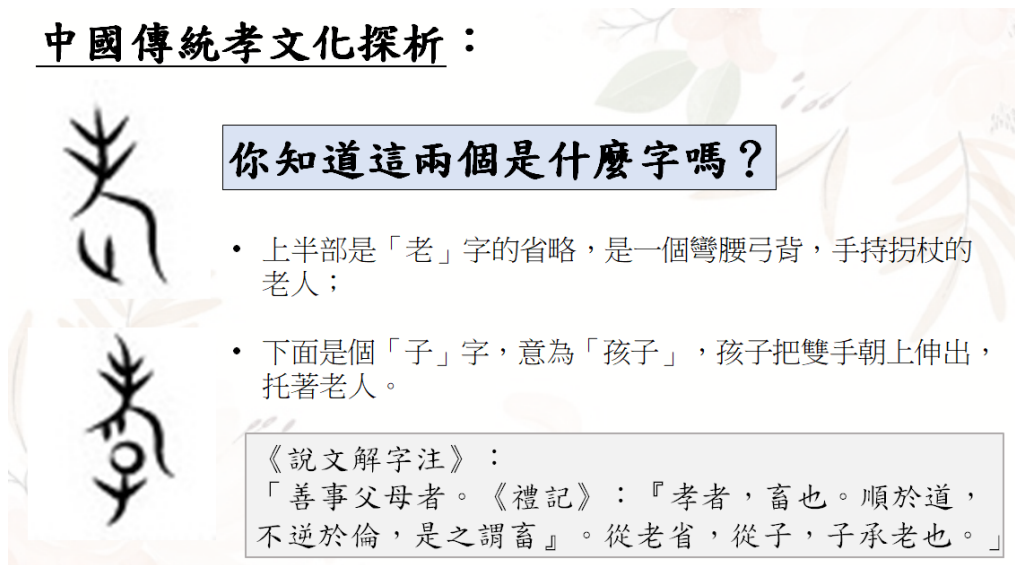 中國傳統孝文化探析：
你知道這兩個是什麼字嗎？
• 上半部是「老」字的省略，是一個彎腰弓背，手持拐杖的
老人；
• 下面是個「子」字，意為「孩子」，孩子把雙手朝上伸出，
托著老人。
《說文解字注》：
「善事父母者。《禮記》：『孝者，畜也。順於道，
不逆於倫，是之謂畜』。從老省，從子，子承老也。」